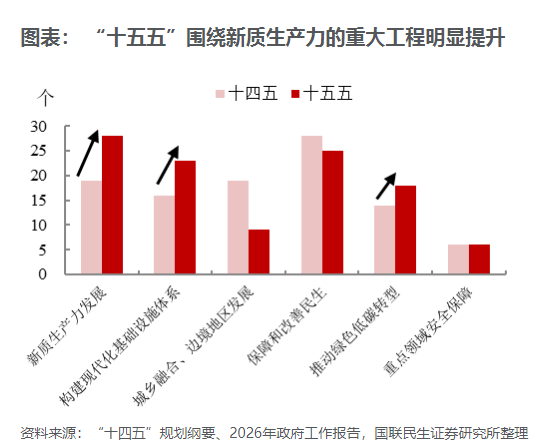 图表： “十五五”围绕新质生产力的重大工程明显提升
个
十四五 十五五
30
25
20
15
10
5
0
新质生产力发展
构建现代化基础设施体系
城乡融合、边境地区发展
保障和改善民生
推动绿色低碳转型
重点领域安全保障
资料来源：“十四五”规划纲要、2026年政府工作报告，国联民生证券研究所整理